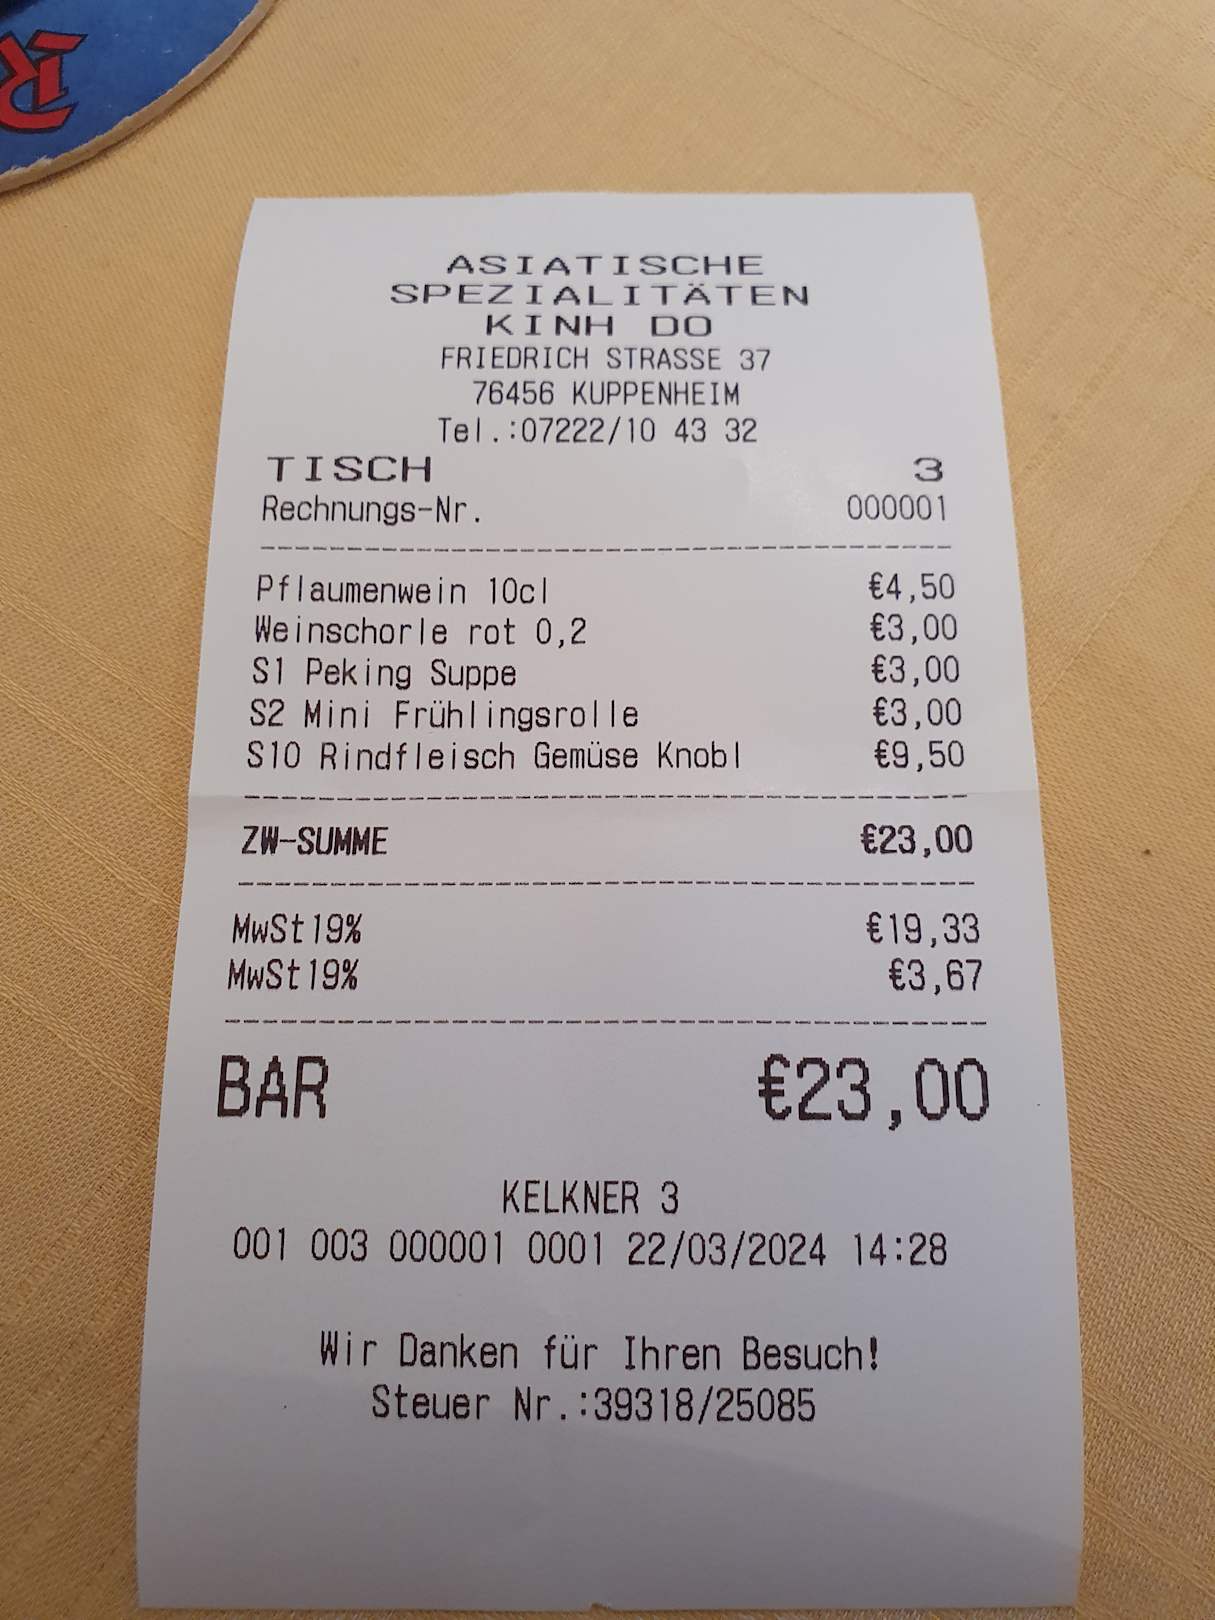 R
ASIATISCHE
SPEZIALITÄTEN
KINH DO
FRIEDRICH STRASSE 37
76456 KUPPENHEIM
Tel.:07222/10 43 32
TISCH 3
Rechnungs-Nr. 000001
Pflaumenwein 10cl €4,50
Weinschorle rot 0,2 €3,00
S1 Peking Suppe €3,00
S2 Mini Frühlingsrolle €3,00
S10 Rindfleisch Gemüse Knobl €9,50
ZW-SUMME €23,00
MwSt19% €19,33
MwSt19% €3,67
BAR €23,00
KELKNER 3
001 003 000001 0001 22/03/2024 14:28
Wir Danken für Ihren Besuch!
Steuer Nr.:39318/25085